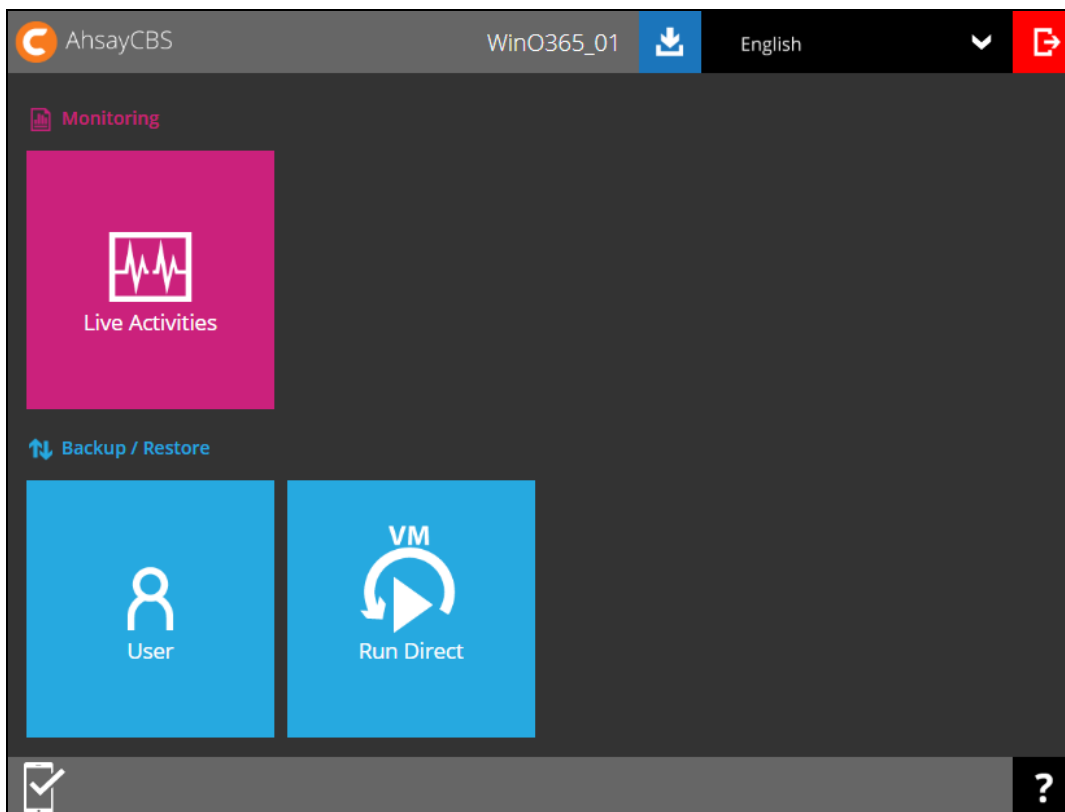 AhsayCBS
WinO365_01
English
Monitoring
Live Activities
Backup / Restore
User
VM
Run Direct
?